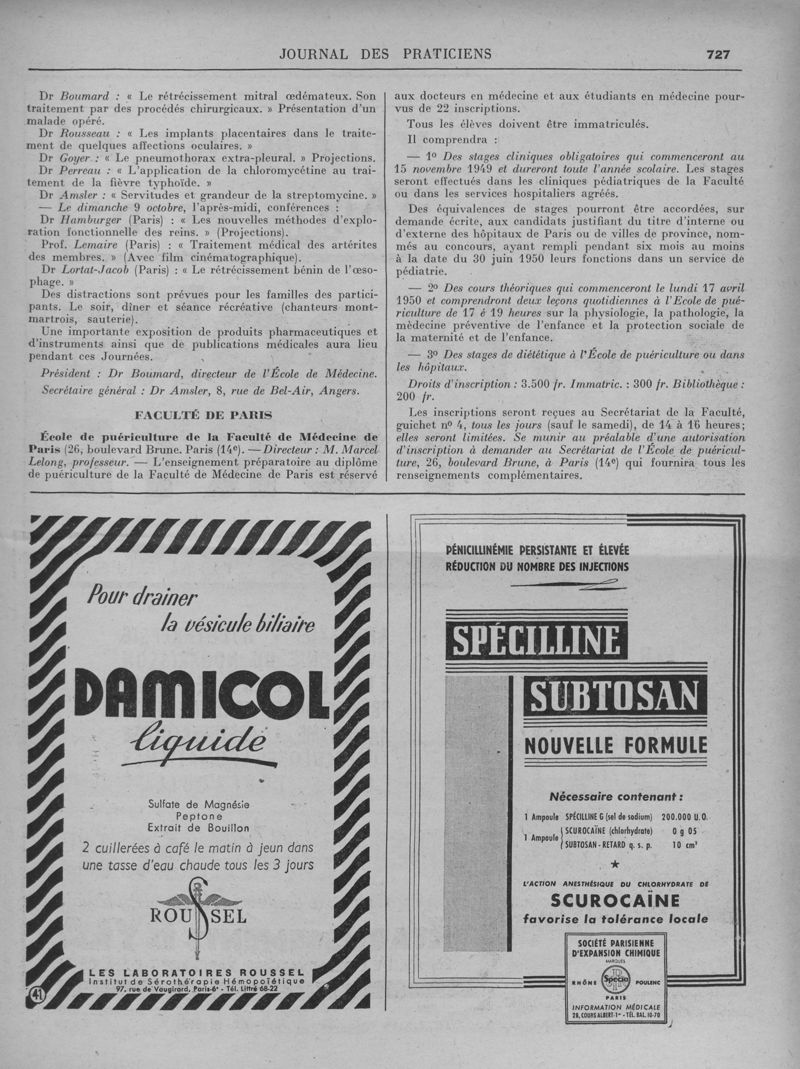 JOURNAL DES PRATICIENS
727
Dr Boumard : « Le rétrécissement mitral œdémateux. Son
traitement par des procédés chirurgicaux. » Présentation d'un
malade opéré.
Dr Rousseau : « Les implants placentaires dans le traite-
ment de quelques affections oculaires. »
Dr Goyer : « Le pneumothorax extra-pleural. » Projections.
Dr Perreau : « L'application de la chloromycétine au trai-
tement de la fièvre typhoïde. »
Dr Amsler : « Servitudes et grandeur de la streptomycine. »
— Le dimanche 9 octobre, l'après-midi, conférences :
Dr Hamburger (Paris) : « Les nouvelles méthodes d'explo-
ration fonctionnelle des reins. » (Projections).
Prof. Lemaire (Paris) : « Traitement médical des artérites
des membres. » (Avec film cinématographique).
Dr Lortat-Jacob (Paris) : « Le rétrécissement bénin de l'œso-
phage. »
Des distractions sont prévues pour les familles des partici-
pants. Le soir, dîner et séance récréative (chanteurs mont-
martrois, sauterie).
Une importante exposition de produits pharmaceutiques et
d'instruments ainsi que de publications médicales aura lieu
pendant ces Journées.
Président : Dr Boumard, directeur de l'École de Médecine.
Secrétaire général : Dr Amsler, 8, rue de Bel-Air, Angers.
FACULTÉ DE PARIS
École de puériculture de la Faculté de Médecine de
Paris (26, boulevard Brune. Paris (14e). — Directeur : M. Marcel
Lelong, professeur. — L'enseignement préparatoire au diplôme
de puériculture de la Faculté de Médecine de Paris est réservé
aux docteurs en médecine et aux étudiants en médecine pour-
vus de 22 inscriptions.
Tous les élèves doivent être immatriculés.
Il comprendra :
— 1° Des stages cliniques obligatoires qui commenceront au
15 novembre 1949 et dureront toute l'année scolaire. Les stages
seront effectués dans les cliniques pédiatriques de la Faculté
ou dans les services hospitaliers agréés.
Des équivalences de stages pourront être accordées, sur
demande écrite, aux candidats justifiant du titre d'interne ou
d'externe des hôpitaux de Paris ou de villes de province, nom-
més au concours, ayant rempli pendant six mois au moins
à la date du 30 juin 1950 leurs fonctions dans un service de
pédiatrie.
— 2° Des cours théoriques qui commenceront le lundi 17 avril
1950 et comprendront deux leçons quotidiennes à l'Ecole de pué-
riculture de 17 é 19 heures sur la physiologie, la pathologie, la
médecine préventive de l'enfance et la protection sociale de
la maternité et de l'enfance.
— 3° Des stages de diététique à l'École de puériculture ou dans
les hôpitaux.
Droits d'inscription : 3.500 fr. Immatric. : 300 fr. Bibliothèque :
200 fr.
Les inscriptions seront reçues au Secrétariat de la Faculté,
guichet n° 4, tous les jours (sauf le samedi), de 14 à 16 heures;
elles seront limitées. Se munir au préalable d'une autorisation
d'inscription à demander au Secrétariat de l'École de puéricul-
ture, 26, boulevard Brune, à Paris (14e) qui fournira tous les
renseignements complémentaires.
Pour drainer
la vésicule biliaire
DAMICOL
liquide
Sulfate de Magnésie
Peptone
Extrait de Bouillon
2 cuillerées à café le matin à jeun dans
une tasse d'eau chaude tous les 3 jours
ROUSSEL
LES LABORATOIRES ROUSSEL
Institut de Sérothérapie Hémopoïétique
97, rue de Vaugirard, Paris-6e - Tél. Littré 68-22
41
PÉNICILLINÉMIE PERSISTANTE ET ÉLEVÉE
RÉDUCTION DU NOMBRE DES INJECTIONS
SPÉCILLINE
SUBTOSAN
NOUVELLE FORMULE
Nécessaire contenant :
1 Ampoule SPÉCILLINE G (sel de sodium) 200.000 U.O.
1 Ampoule SCUROCAÏNE (chlorhydrate) 0 g 05
SUBTOSAN-RETARD q. s. p. 10 cm³
L'ACTION ANESTHÉSIQUE DU CHLORHYDRATE DE
SCUROCAÏNE
favorise la tolérance locale
SOCIÉTÉ PARISIENNE
D'EXPANSION CHIMIQUE
MARQUES
RHÔNE Specia POULENC
PARIS
INFORMATION MÉDICALE
28, COURS ALBERT-1er - TÉL. BAL. 10-70